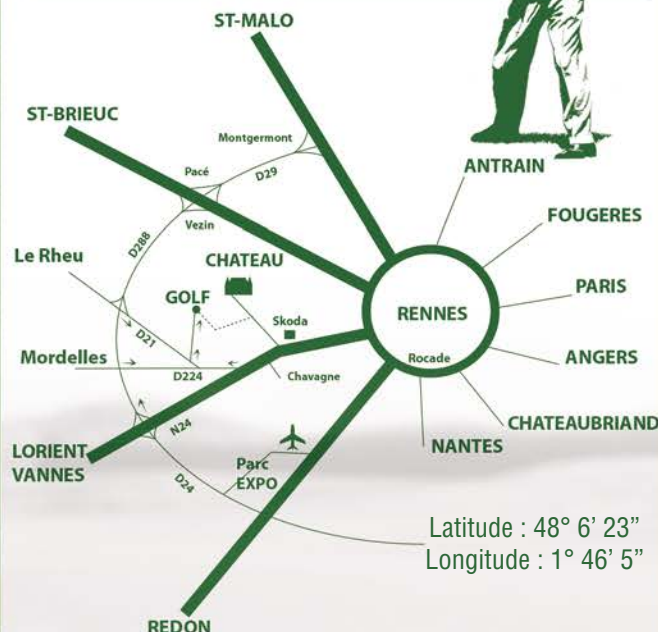 ST-MALO
ST-BRIEUC
Montgermont
ANTRAIN
Pacé
D29
FOUGERES
Vezin
D288
Le Rheu
CHATEAU
PARIS
GOLF
RENNES
Skoda
D21
Mordelles
Rocade
ANGERS
D224
Chavagne
CHATEAUBRIAND
N24
NANTES
LORIENT
VANNES
Parc
EXPO
D24
Latitude : 48° 6’ 23”
Longitude : 1° 46’ 5”
REDON